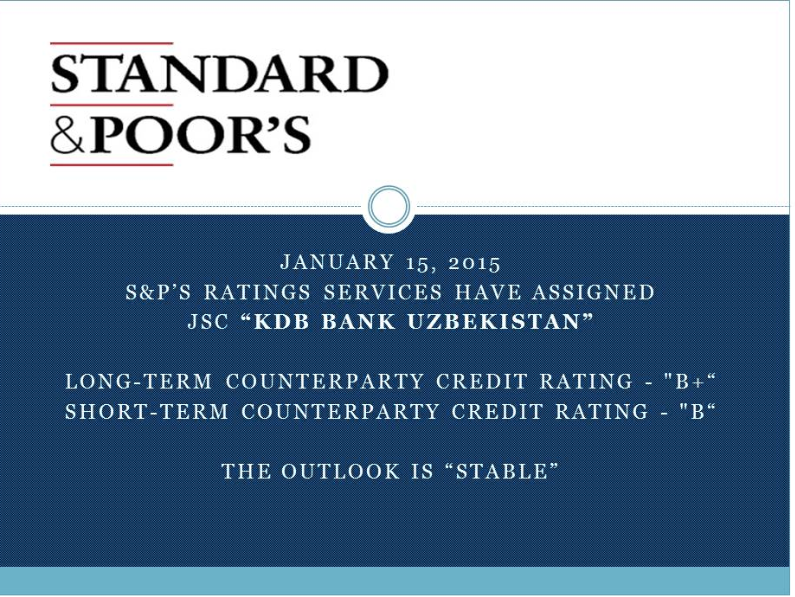 STANDARD
&POOR'S
JANUARY 15, 2015
S&P’S RATINGS SERVICES HAVE ASSIGNED
JSC “KDB BANK UZBEKISTAN”
LONG-TERM COUNTERPARTY CREDIT RATING - "B+“
SHORT-TERM COUNTERPARTY CREDIT RATING - "B“
THE OUTLOOK IS “STABLE”